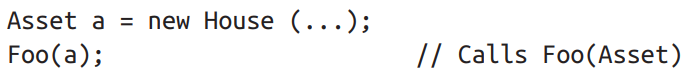 Asset a = new House (...);
Foo(a);                      // Calls Foo(Asset)